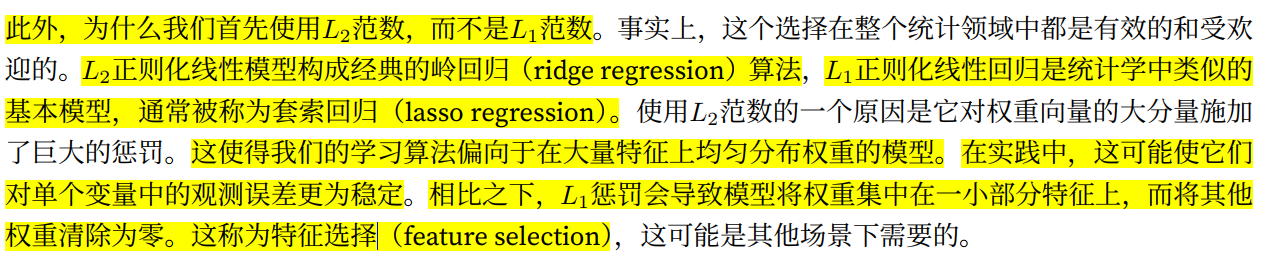 此外，为什么我们首先使用L2范数，而不是L1范数。事实上，这个选择在整个统计领域中都是有效的和受欢
迎的。L2正则化线性模型构成经典的岭回归（ridge regression）算法，L1正则化线性回归是统计学中类似的
基本模型，通常被称为套索回归（lasso regression）。使用L2范数的一个原因是它对权重向量的大分量施加
了巨大的惩罚。这使得我们的学习算法偏向于在大量特征上均匀分布权重的模型。在实践中，这可能使它们
对单个变量中的观测误差更为稳定。相比之下，L1惩罚会导致模型将权重集中在一小部分特征上，而将其他
权重清除为零。这称为特征选择（feature selection），这可能是其他场景下需要的。